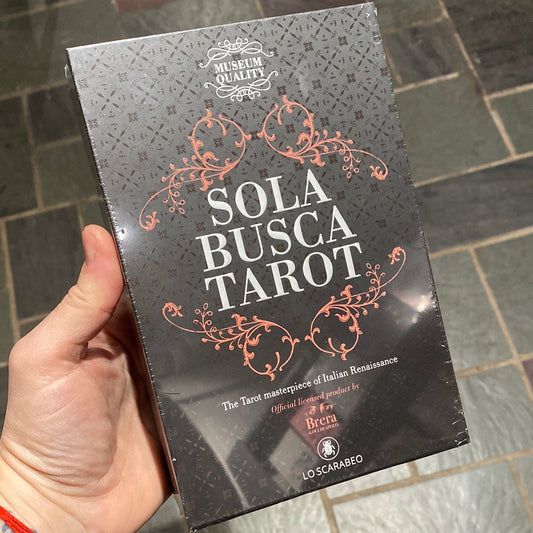 MUSEUM
QUALITY
SOLA
BUSCA
TAROT
The Tarot masterpiece of Italian Renaissance
Official licensed product by
Brera
LO SCARABEO